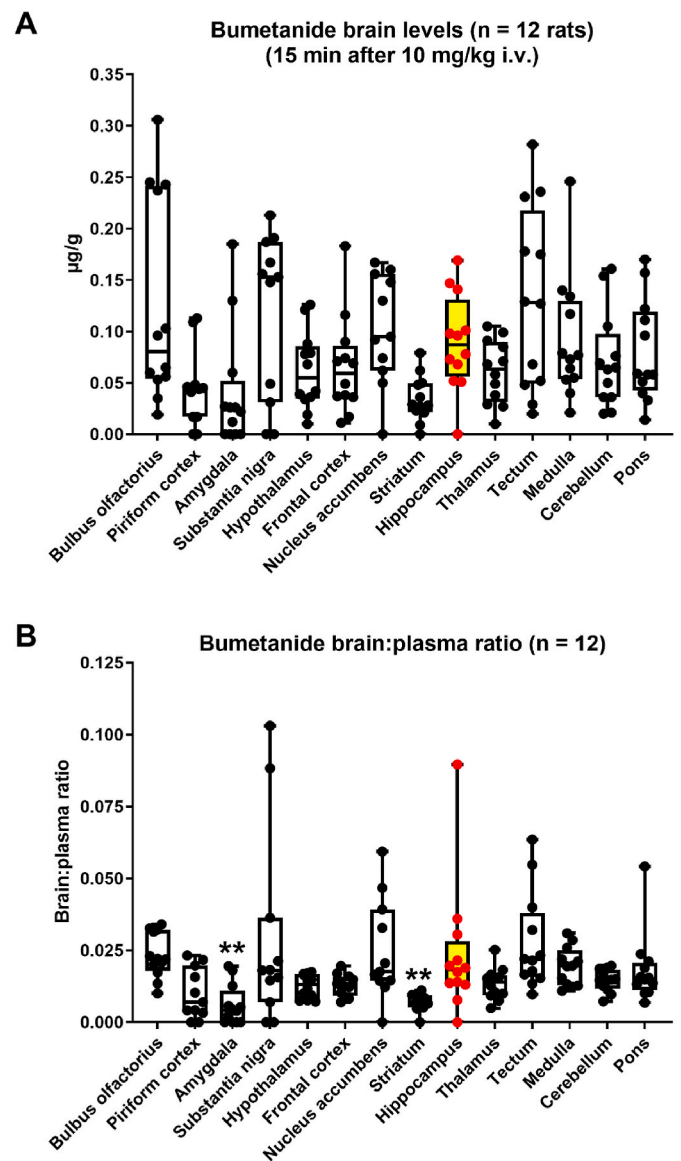 A
Bumetanide brain levels (n = 12 rats)
(15 min after 10 mg/kg i.v.)
µg/g
0.35
0.30
0.25
0.20
0.15
0.10
0.05
0.00
Bulbus olfactorius
Piriform cortex
Amygdala
Substantia nigra
Hypothalamus
Frontal cortex
Nucleus accumbens
Striatum
Hippocampus
Thalamus
Tectum
Medulla
Cerebellum
Pons
B
Bumetanide brain:plasma ratio (n = 12)
Brain:plasma ratio
0.125
0.100
0.075
0.050
0.025
0.000
**
**
Bulbus olfactorius
Piriform cortex
Amygdala
Substantia nigra
Hypothalamus
Frontal cortex
Nucleus accumbens
Striatum
Hippocampus
Thalamus
Tectum
Medulla
Cerebellum
Pons